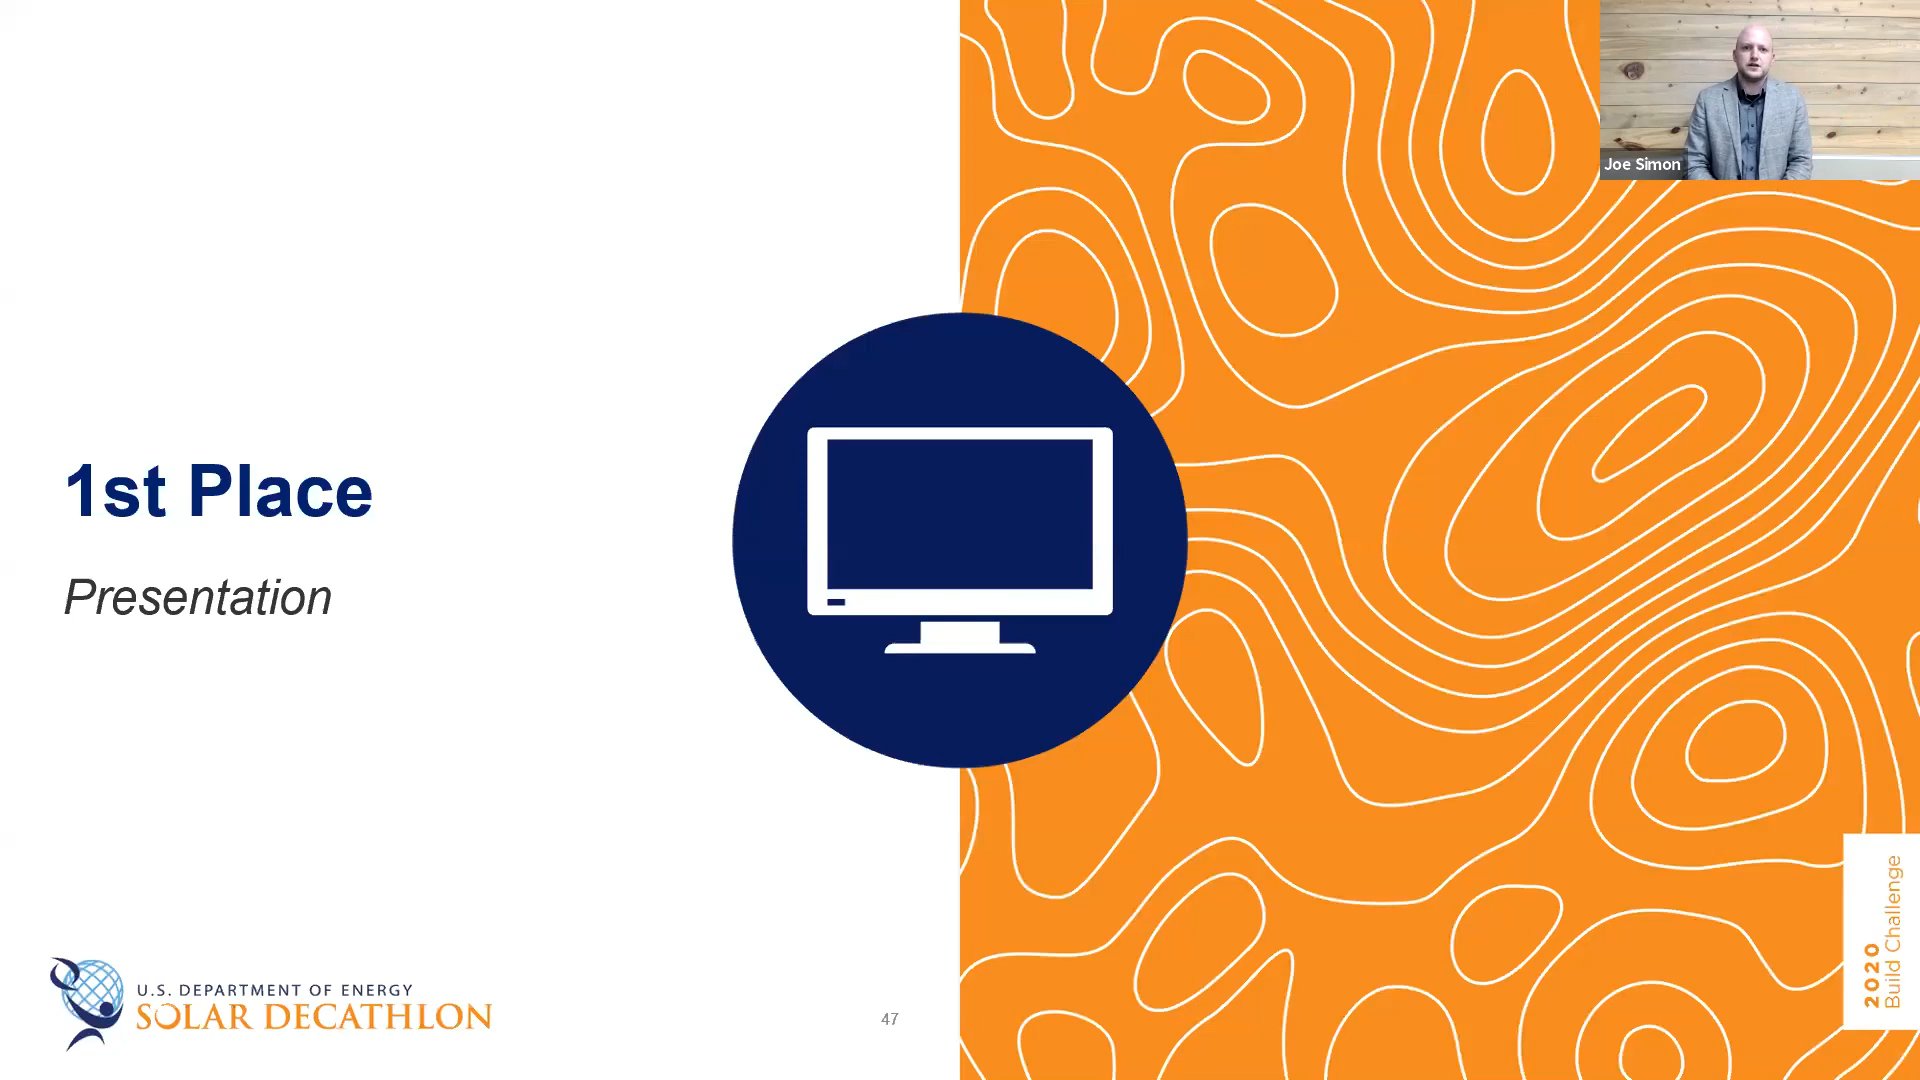 Joe Simon
1st Place
Presentation
U.S. DEPARTMENT OF ENERGY
SOLAR DECATHLON
47
2020
Build Challenge